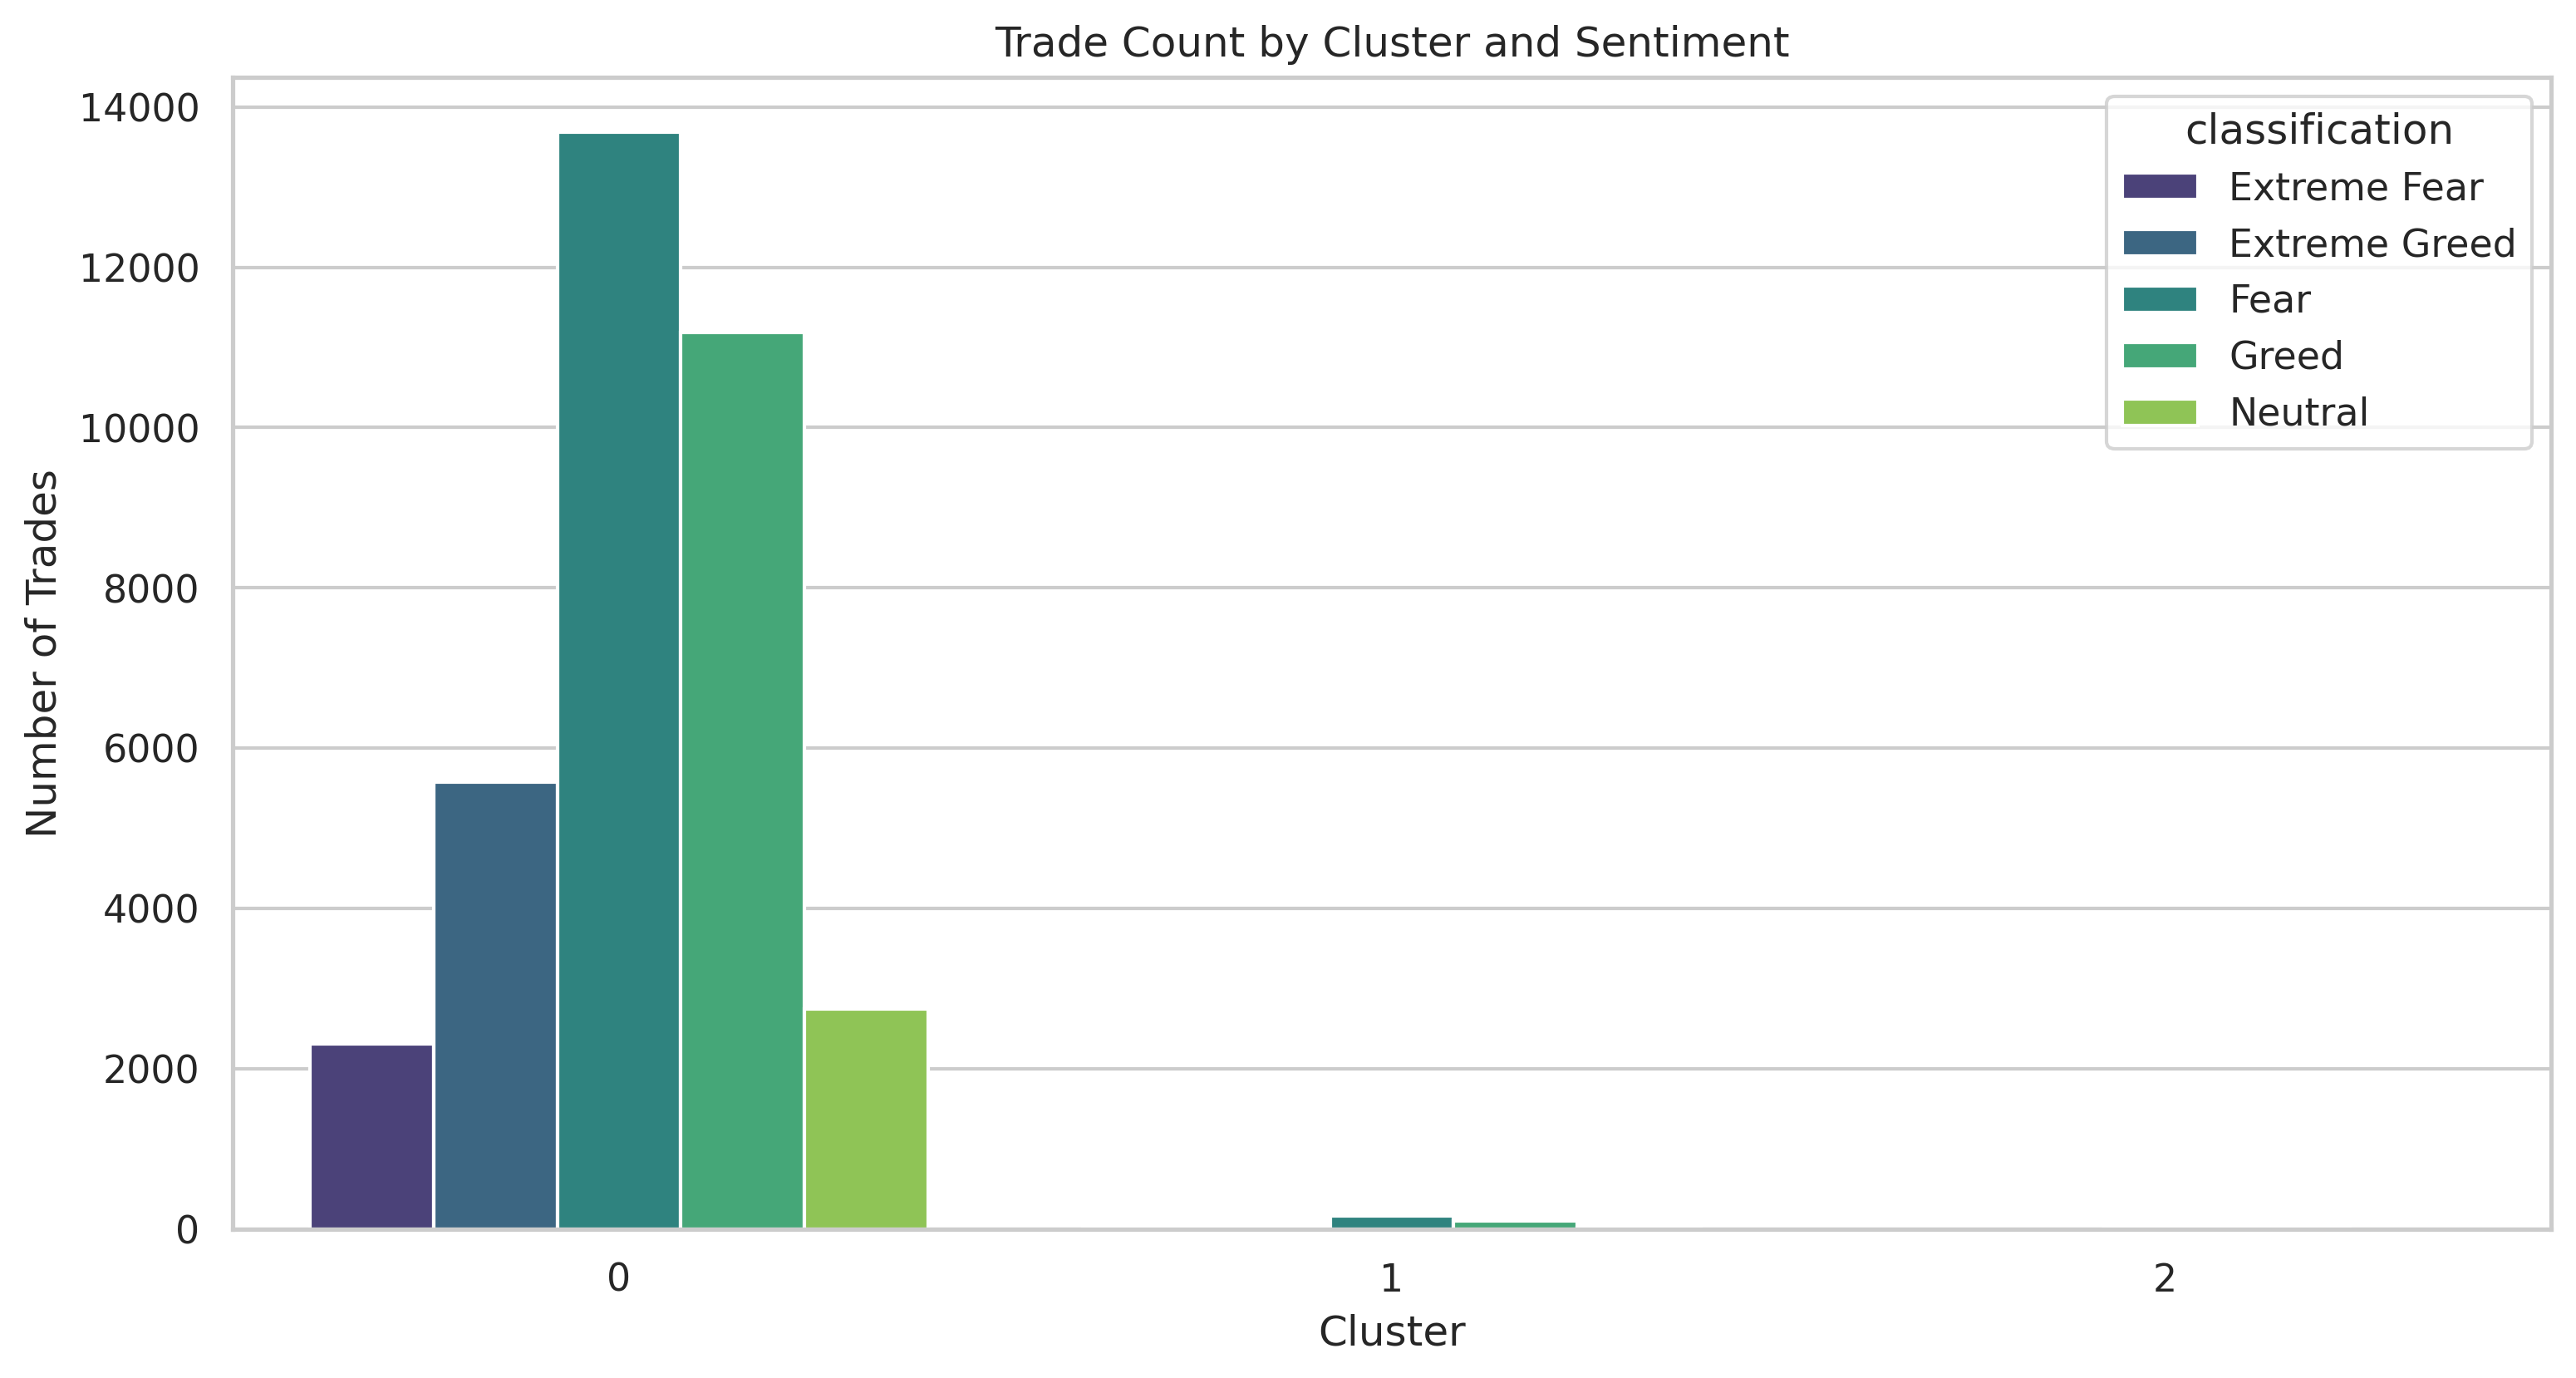 Trade Count by Cluster and Sentiment
14000
12000
10000
8000
6000
4000
2000
0
Number of Trades
classification
Extreme Fear
Extreme Greed
Fear
Greed
Neutral
0 1 2
Cluster